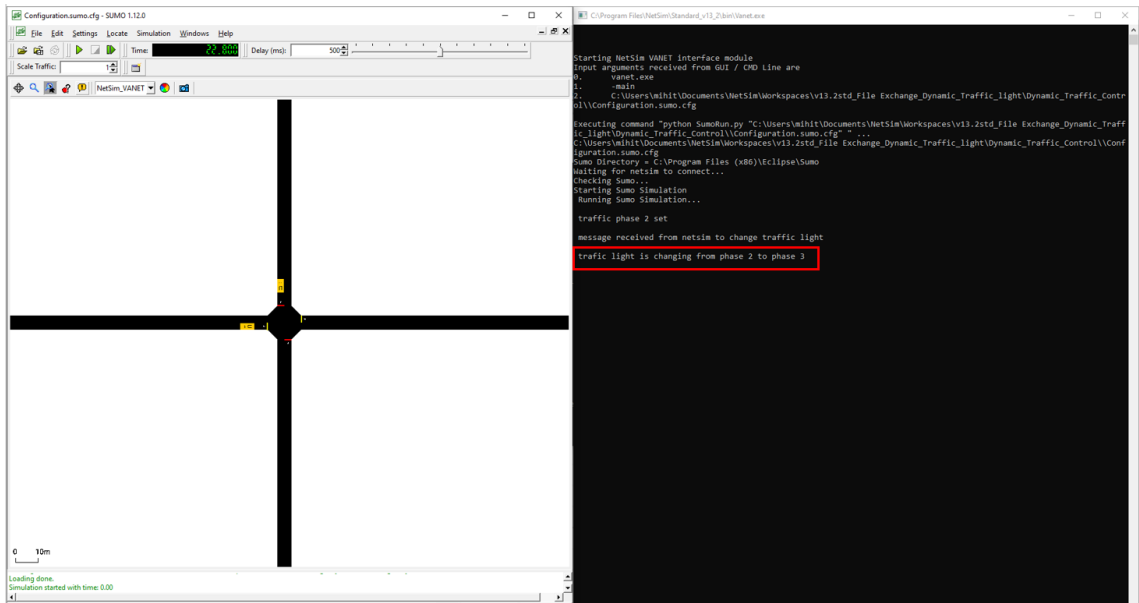 Configuration.sumo.cfg - SUMO 1.12.0
File Edit Settings Locate Simulation Windows Help
Time: 22.800 Delay (ms): 500
Scale Traffic: 1
NetSim_VANET
0 10m
Loading done.
Simulation started with time: 0.00
C:\Program Files\NetSim\Standard_v13_2\bin\Vanet.exe
Starting NetSim VANET interface module
Input arguments received from GUI / CMD Line are
0. vanet.exe
1. -main
2. C:\Users\mihit\Documents\NetSim\Workspaces\v13.2std_File Exchange_Dynamic_Traffic_light\Dynamic_Traffic_Contr
ol\\Configuration.sumo.cfg
Executing command "python SumoRun.py "C:\Users\mihit\Documents\NetSim\Workspaces\v13.2std_File Exchange_Dynamic_Traff
ic_light\Dynamic_Traffic_Control\\Configuration.sumo.cfg" " ...
C:\Users\mihit\Documents\NetSim\Workspaces\v13.2std_File Exchange_Dynamic_Traffic_light\Dynamic_Traffic_Control\\Conf
iguration.sumo.cfg
Sumo Directory = C:\Program Files (x86)\Eclipse\Sumo
Waiting for netsim to connect...
Checking Sumo...
Starting Sumo Simulation
Running Sumo Simulation...
traffic phase 2 set
message received from netsim to change traffic light
trafic light is changing from phase 2 to phase 3